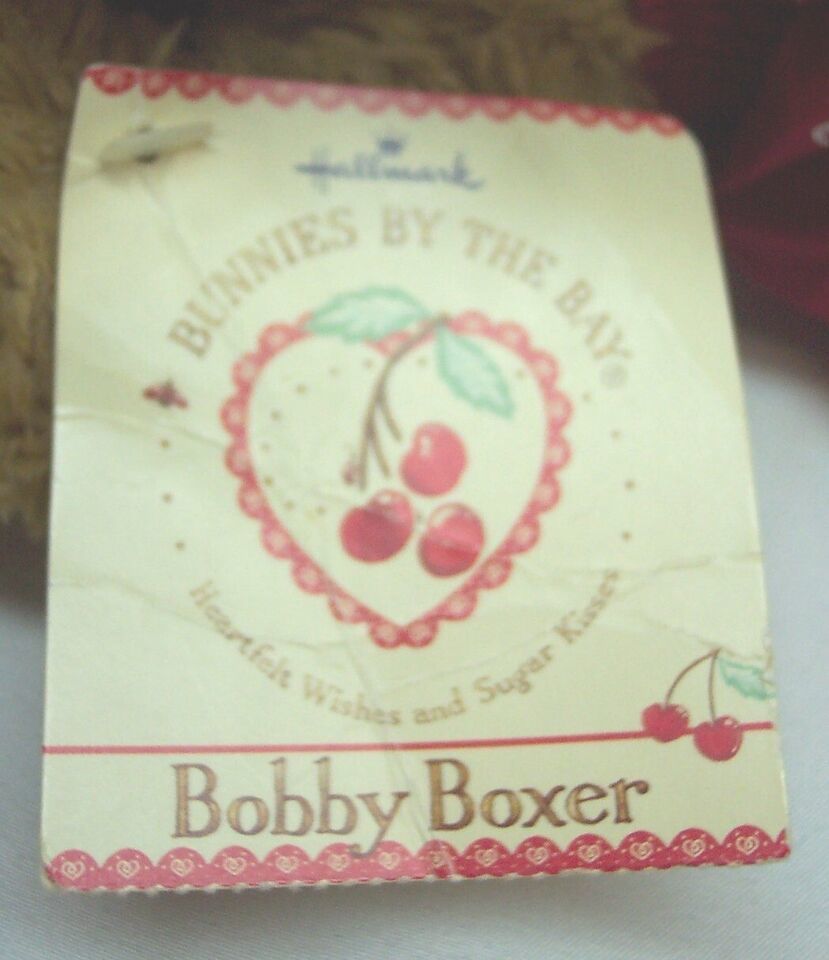 Hallmark
BUNNIES BY THE BAY®
Heartfelt Wishes and Sugar Kisses
Bobby Boxer